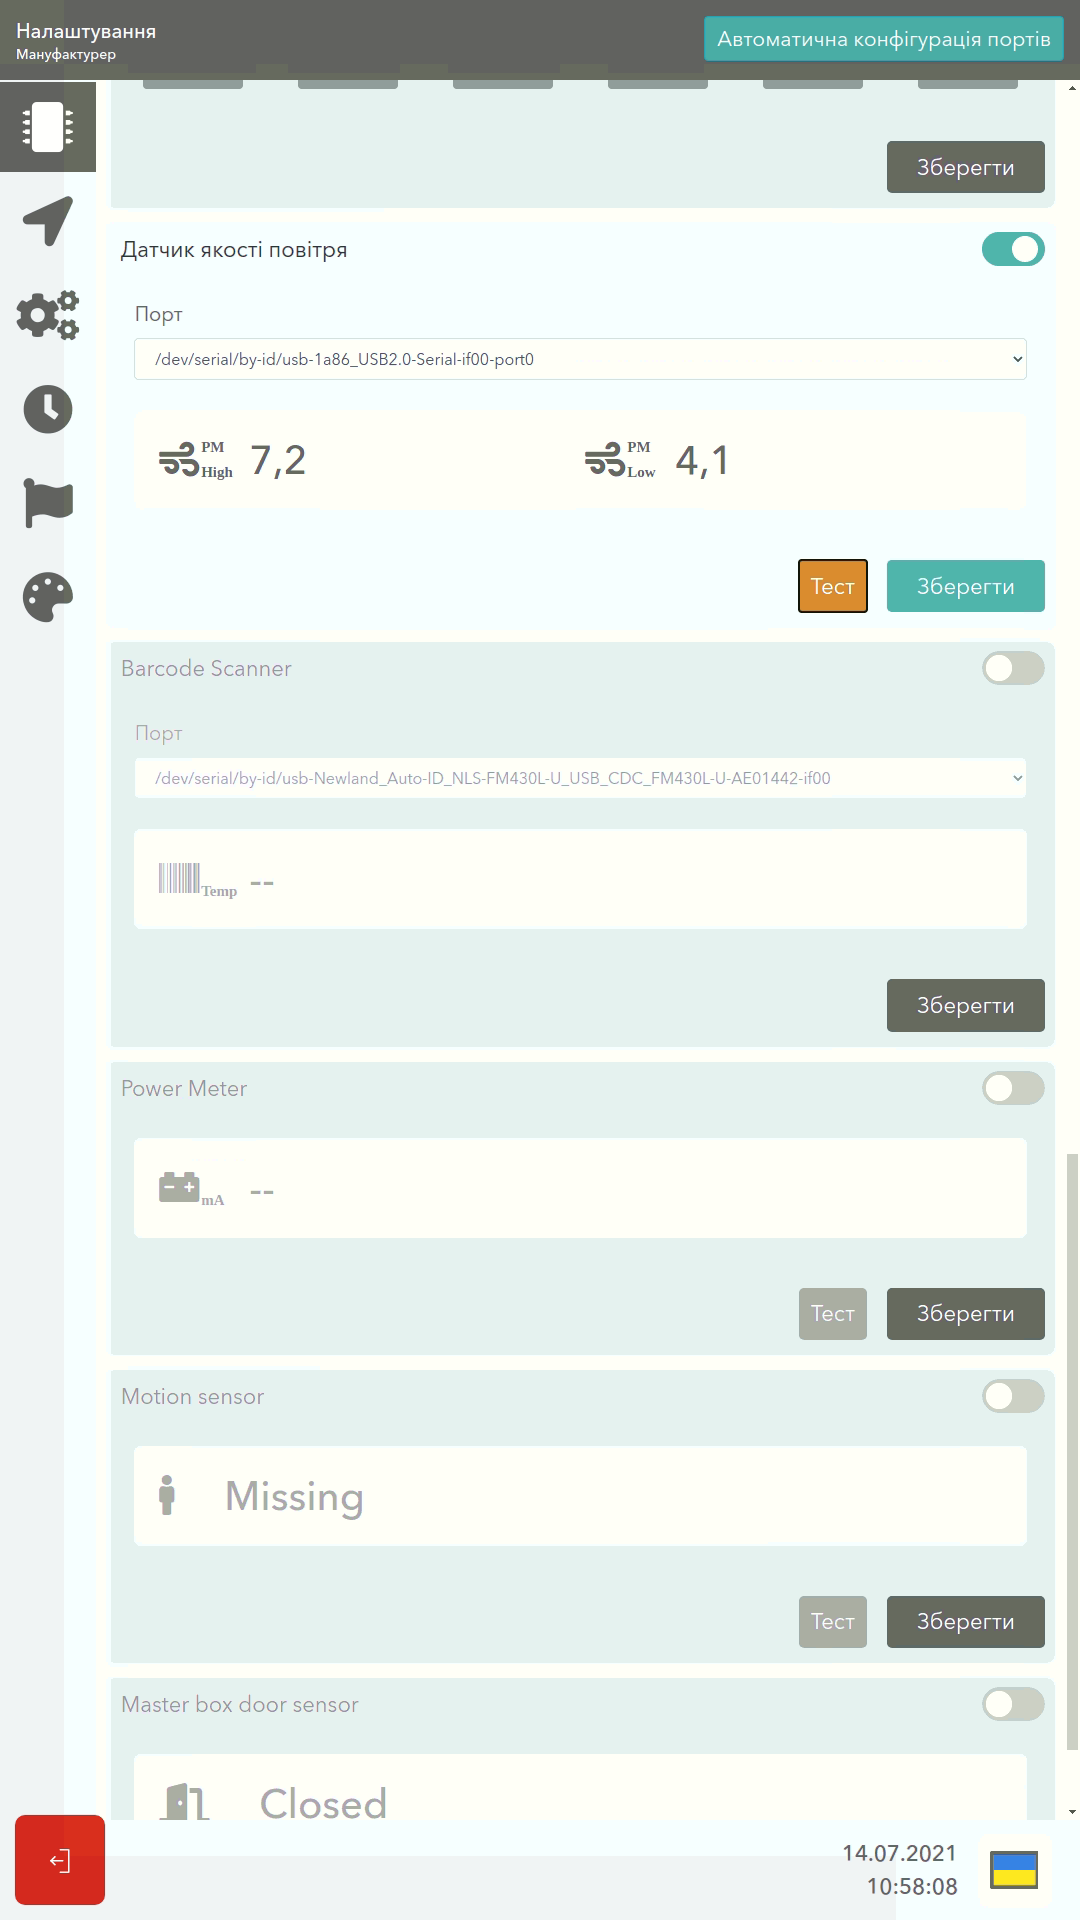 Налаштування
Мануфактурер
Автоматична конфігурація портів
Зберегти
Датчик якості повітря
Порт
/dev/serial/by-id/usb-1a86_USB2.0-Serial-if00-port0
PM High 7,2
PM Low 4,1
Тест
Зберегти
Barcode Scanner
Порт
/dev/serial/by-id/usb-Newland_Auto-ID_NLS-FM430L-U_USB_CDC_FM430L-U-AE01442-if00
Temp --
Зберегти
Power Meter
mA --
Тест
Зберегти
Motion sensor
Missing
Тест
Зберегти
Master box door sensor
Closed
14.07.2021
10:58:08